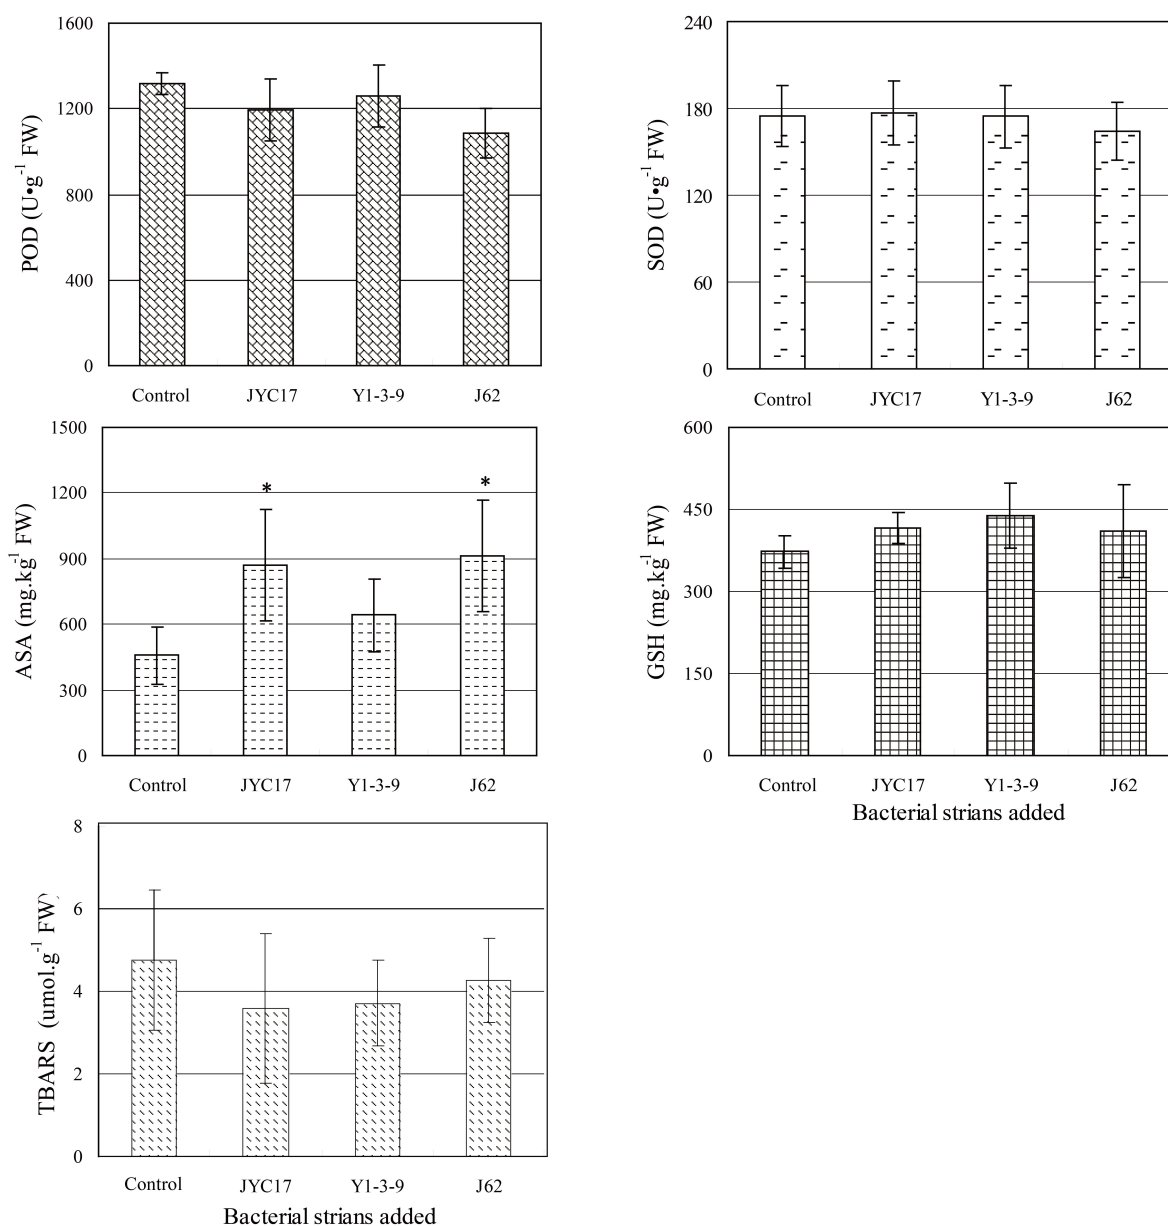 1600
1200
800
400
0
POD (U•g-1 FW)
Control JYC17 Y1-3-9 J62
240
180
120
60
0
SOD (U•g-1 FW)
Control JYC17 Y1-3-9 J62
1500
1200
900
600
300
0
ASA (mg.kg-1 FW)
* *
Control JYC17 Y1-3-9 J62
600
450
300
150
0
GSH (mg.kg-1 FW)
Control JYC17 Y1-3-9 J62
Bacterial strians added
8
6
4
2
0
TBARS (umol.g-1 FW)
Control JYC17 Y1-3-9 J62
Bacterial strians added